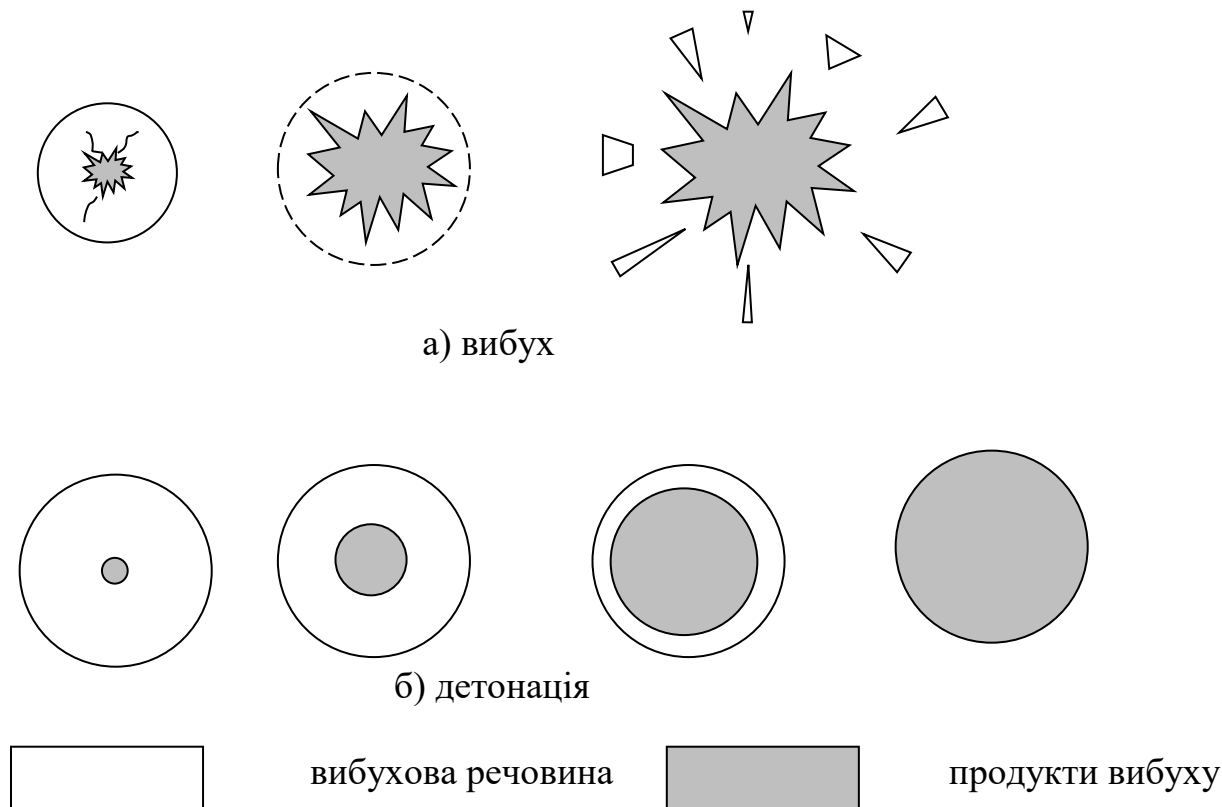 а) вибух
б) детонація
вибухова речовина продукти вибуху